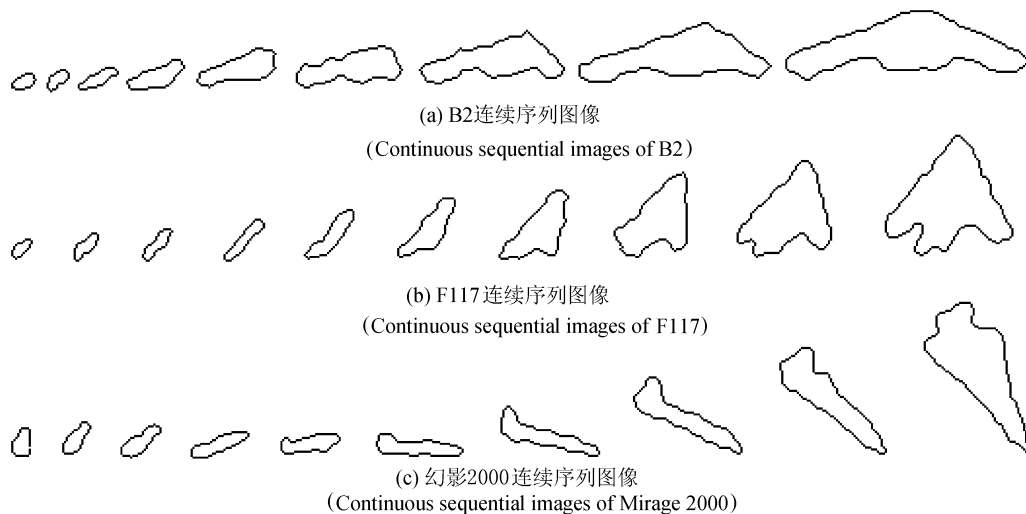 (a) B2连续序列图像
(Continuous sequential images of B2)
(b) F117连续序列图像
(Continuous sequential images of F117)
(c) 幻影2000连续序列图像
(Continuous sequential images of Mirage 2000)